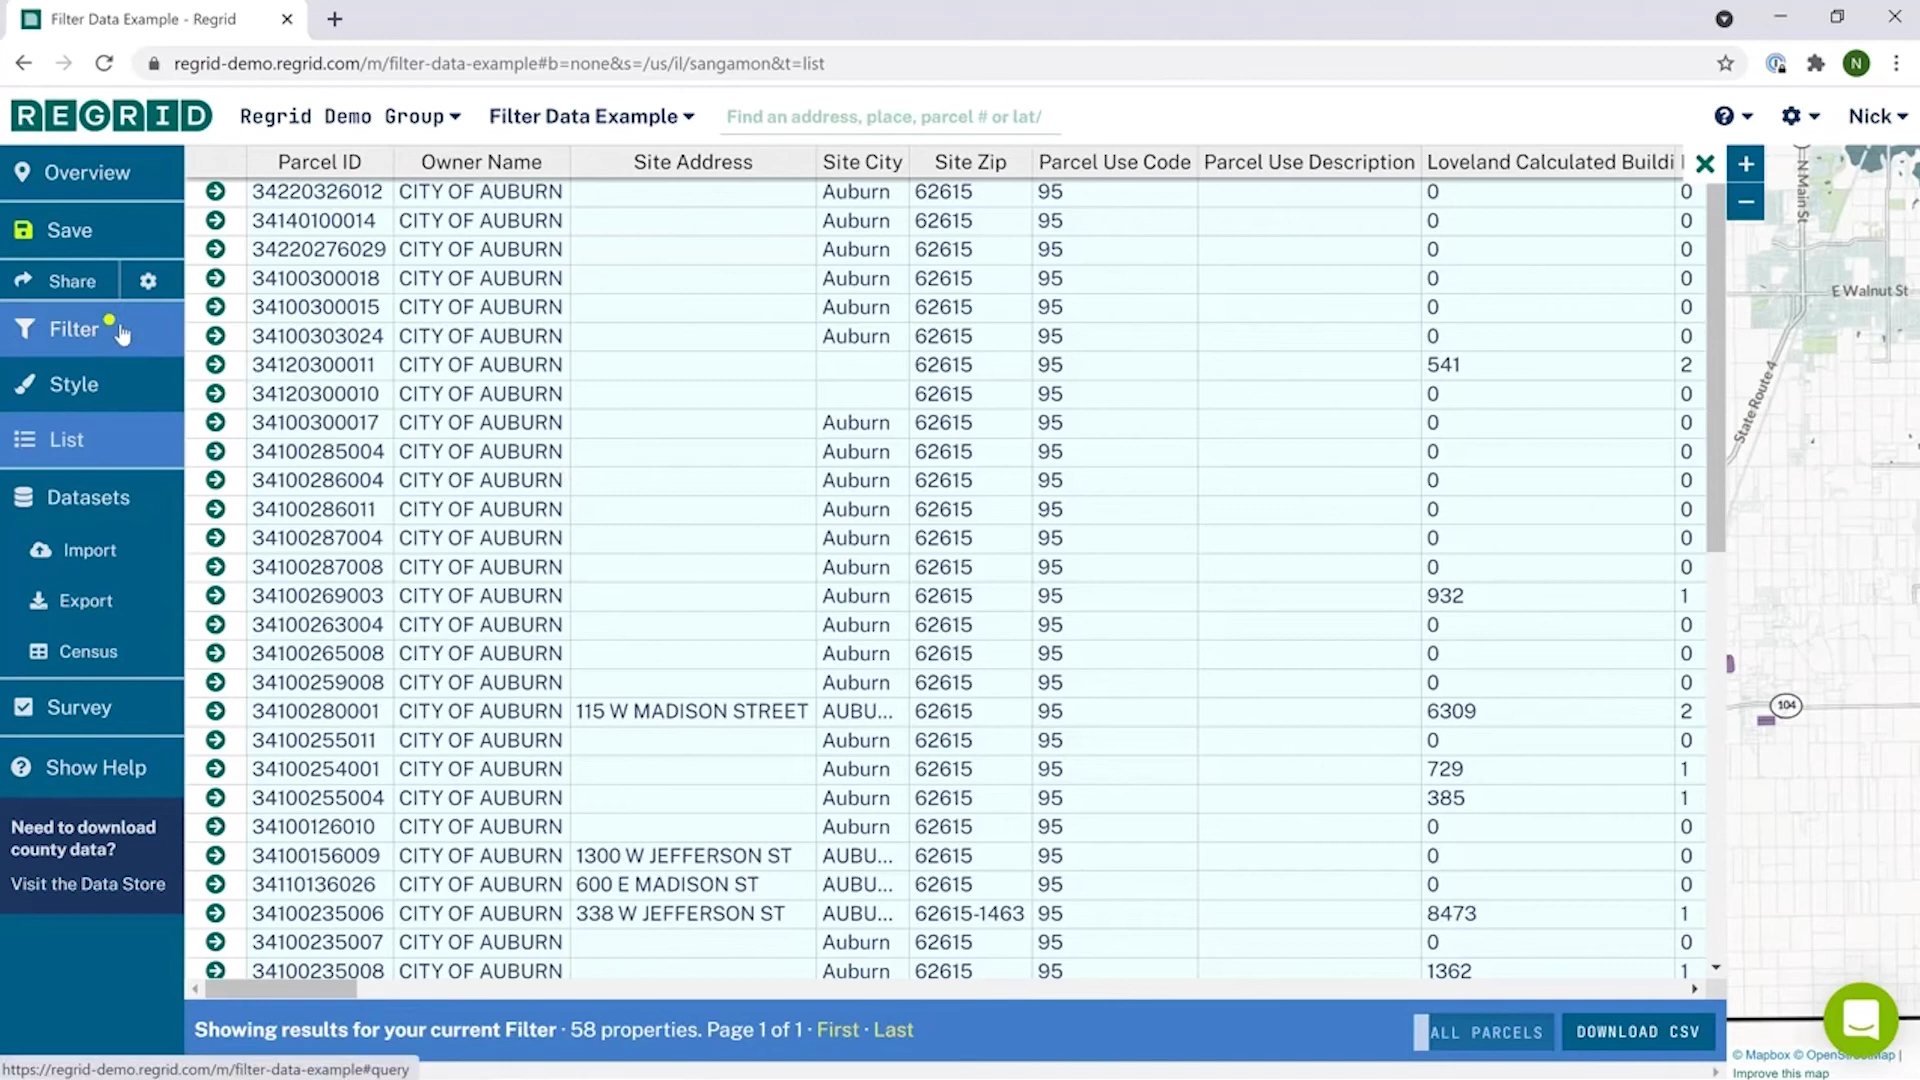 Filter Data Example - Regrid
regrid-demo.regrid.com/m/filter-data-example#b=none&s=/us/il/sangamon&t=list
N
REGRID
Regrid Demo Group
Filter Data Example
Find an address, place, parcel # or lat/
Nick
Overview
Save
Share
Filter
Style
List
Datasets
Import
Export
Census
Survey
Show Help
Need to download
county data?
Visit the Data Store
Parcel ID Owner Name Site Address Site City Site Zip Parcel Use Code Parcel Use Description Loveland Calculated Buildi
34220326012 CITY OF AUBURN Auburn 62615 95 0 0
34140100014 CITY OF AUBURN Auburn 62615 95 0 0
34220276029 CITY OF AUBURN Auburn 62615 95 0 0
34100300018 CITY OF AUBURN Auburn 62615 95 0 0
34100300015 CITY OF AUBURN Auburn 62615 95 0 0
34100303024 CITY OF AUBURN Auburn 62615 95 0 0
34120300011 CITY OF AUBURN 62615 95 541 2
34120300010 CITY OF AUBURN 62615 95 0 0
34100300017 CITY OF AUBURN Auburn 62615 95 0 0
34100285004 CITY OF AUBURN Auburn 62615 95 0 0
34100286004 CITY OF AUBURN Auburn 62615 95 0 0
34100286011 CITY OF AUBURN Auburn 62615 95 0 0
34100287004 CITY OF AUBURN Auburn 62615 95 0 0
34100287008 CITY OF AUBURN Auburn 62615 95 0 0
34100269003 CITY OF AUBURN Auburn 62615 95 932 1
34100263004 CITY OF AUBURN Auburn 62615 95 0 0
34100265008 CITY OF AUBURN Auburn 62615 95 0 0
34100259008 CITY OF AUBURN Auburn 62615 95 0 0
34100280001 CITY OF AUBURN 115 W MADISON STREET AUBU... 62615 95 6309 2
34100255011 CITY OF AUBURN Auburn 62615 95 0 0
34100254001 CITY OF AUBURN Auburn 62615 95 729 1
34100255004 CITY OF AUBURN Auburn 62615 95 385 1
34100126010 CITY OF AUBURN Auburn 62615 95 0 0
34100156009 CITY OF AUBURN 1300 W JEFFERSON ST AUBU... 62615 95 0 0
34110136026 CITY OF AUBURN 600 E MADISON ST AUBU... 62615 95 0 0
34100235006 CITY OF AUBURN 338 W JEFFERSON ST AUBU... 62615-1463 95 8473 1
34100235007 CITY OF AUBURN Auburn 62615 95 0 0
34100235008 CITY OF AUBURN Auburn 62615 95 1362 1
Showing results for your current Filter · 58 properties. Page 1 of 1 · First · Last
ALL PARCELS
DOWNLOAD CSV
N Main St
E Walnut St
State Route 4
104
© Mapbox © OpenStreetMap |
Improve this map
https://regrid-demo.regrid.com/m/filter-data-example#query